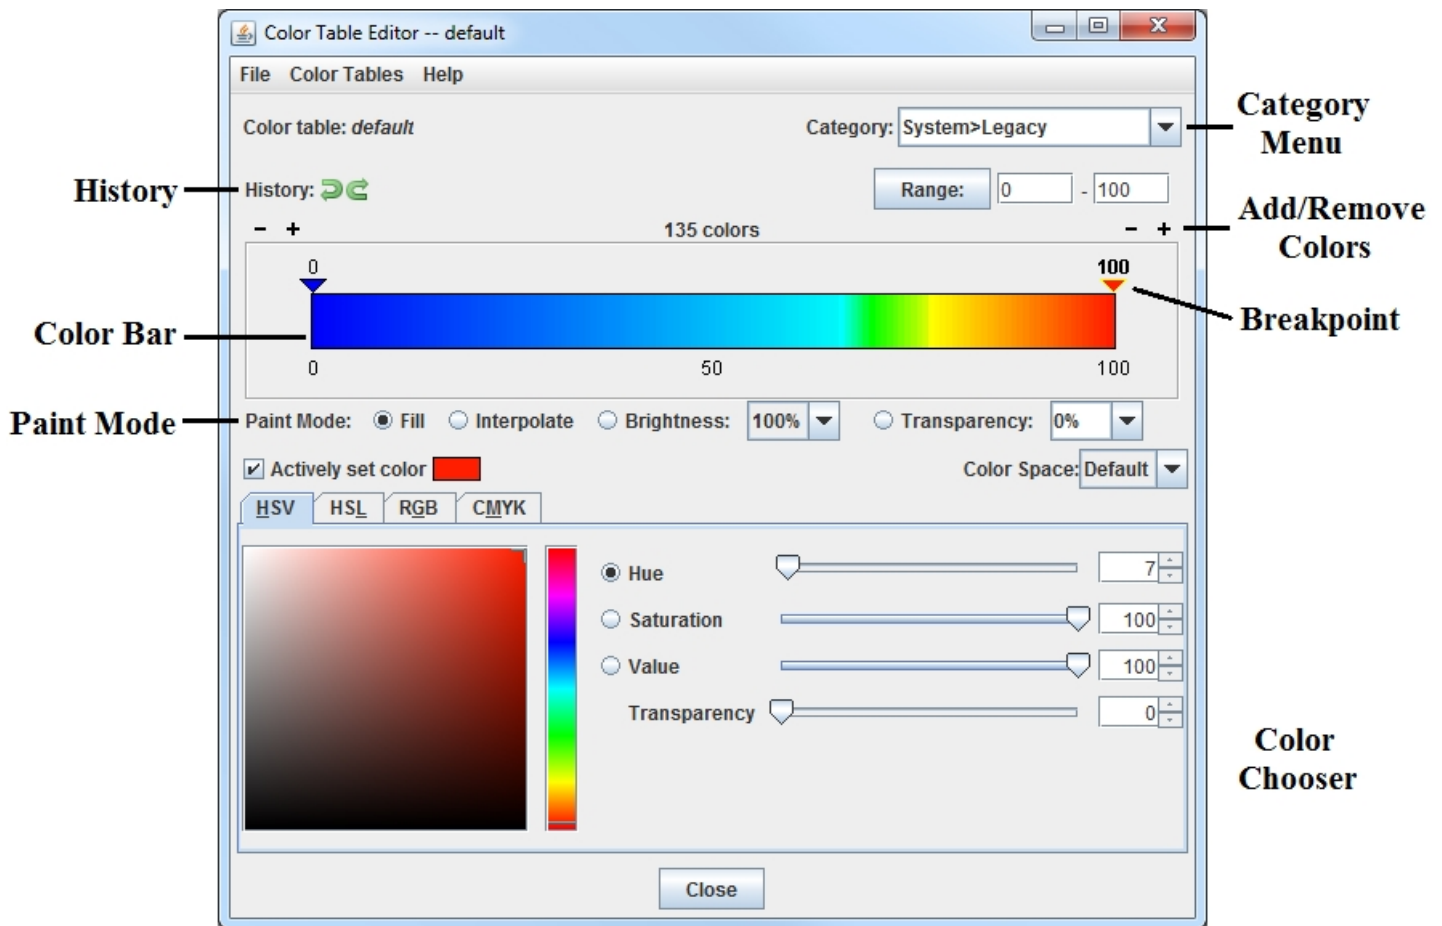 Color Table Editor -- default
File Color Tables Help
Color table: default
Category: System>Legacy
Category
Menu
History
History:
Range: 0 - 100
- + 135 colors - +
Add/Remove
Colors
0 100
Color Bar
Breakpoint
0 50 100
Paint Mode
Paint Mode: Fill Interpolate Brightness: 100% Transparency: 0%
Actively set color
Color Space: Default
HSV HSL RGB CMYK
Hue 7
Saturation 100
Value 100
Transparency 0
Color
Chooser
Close